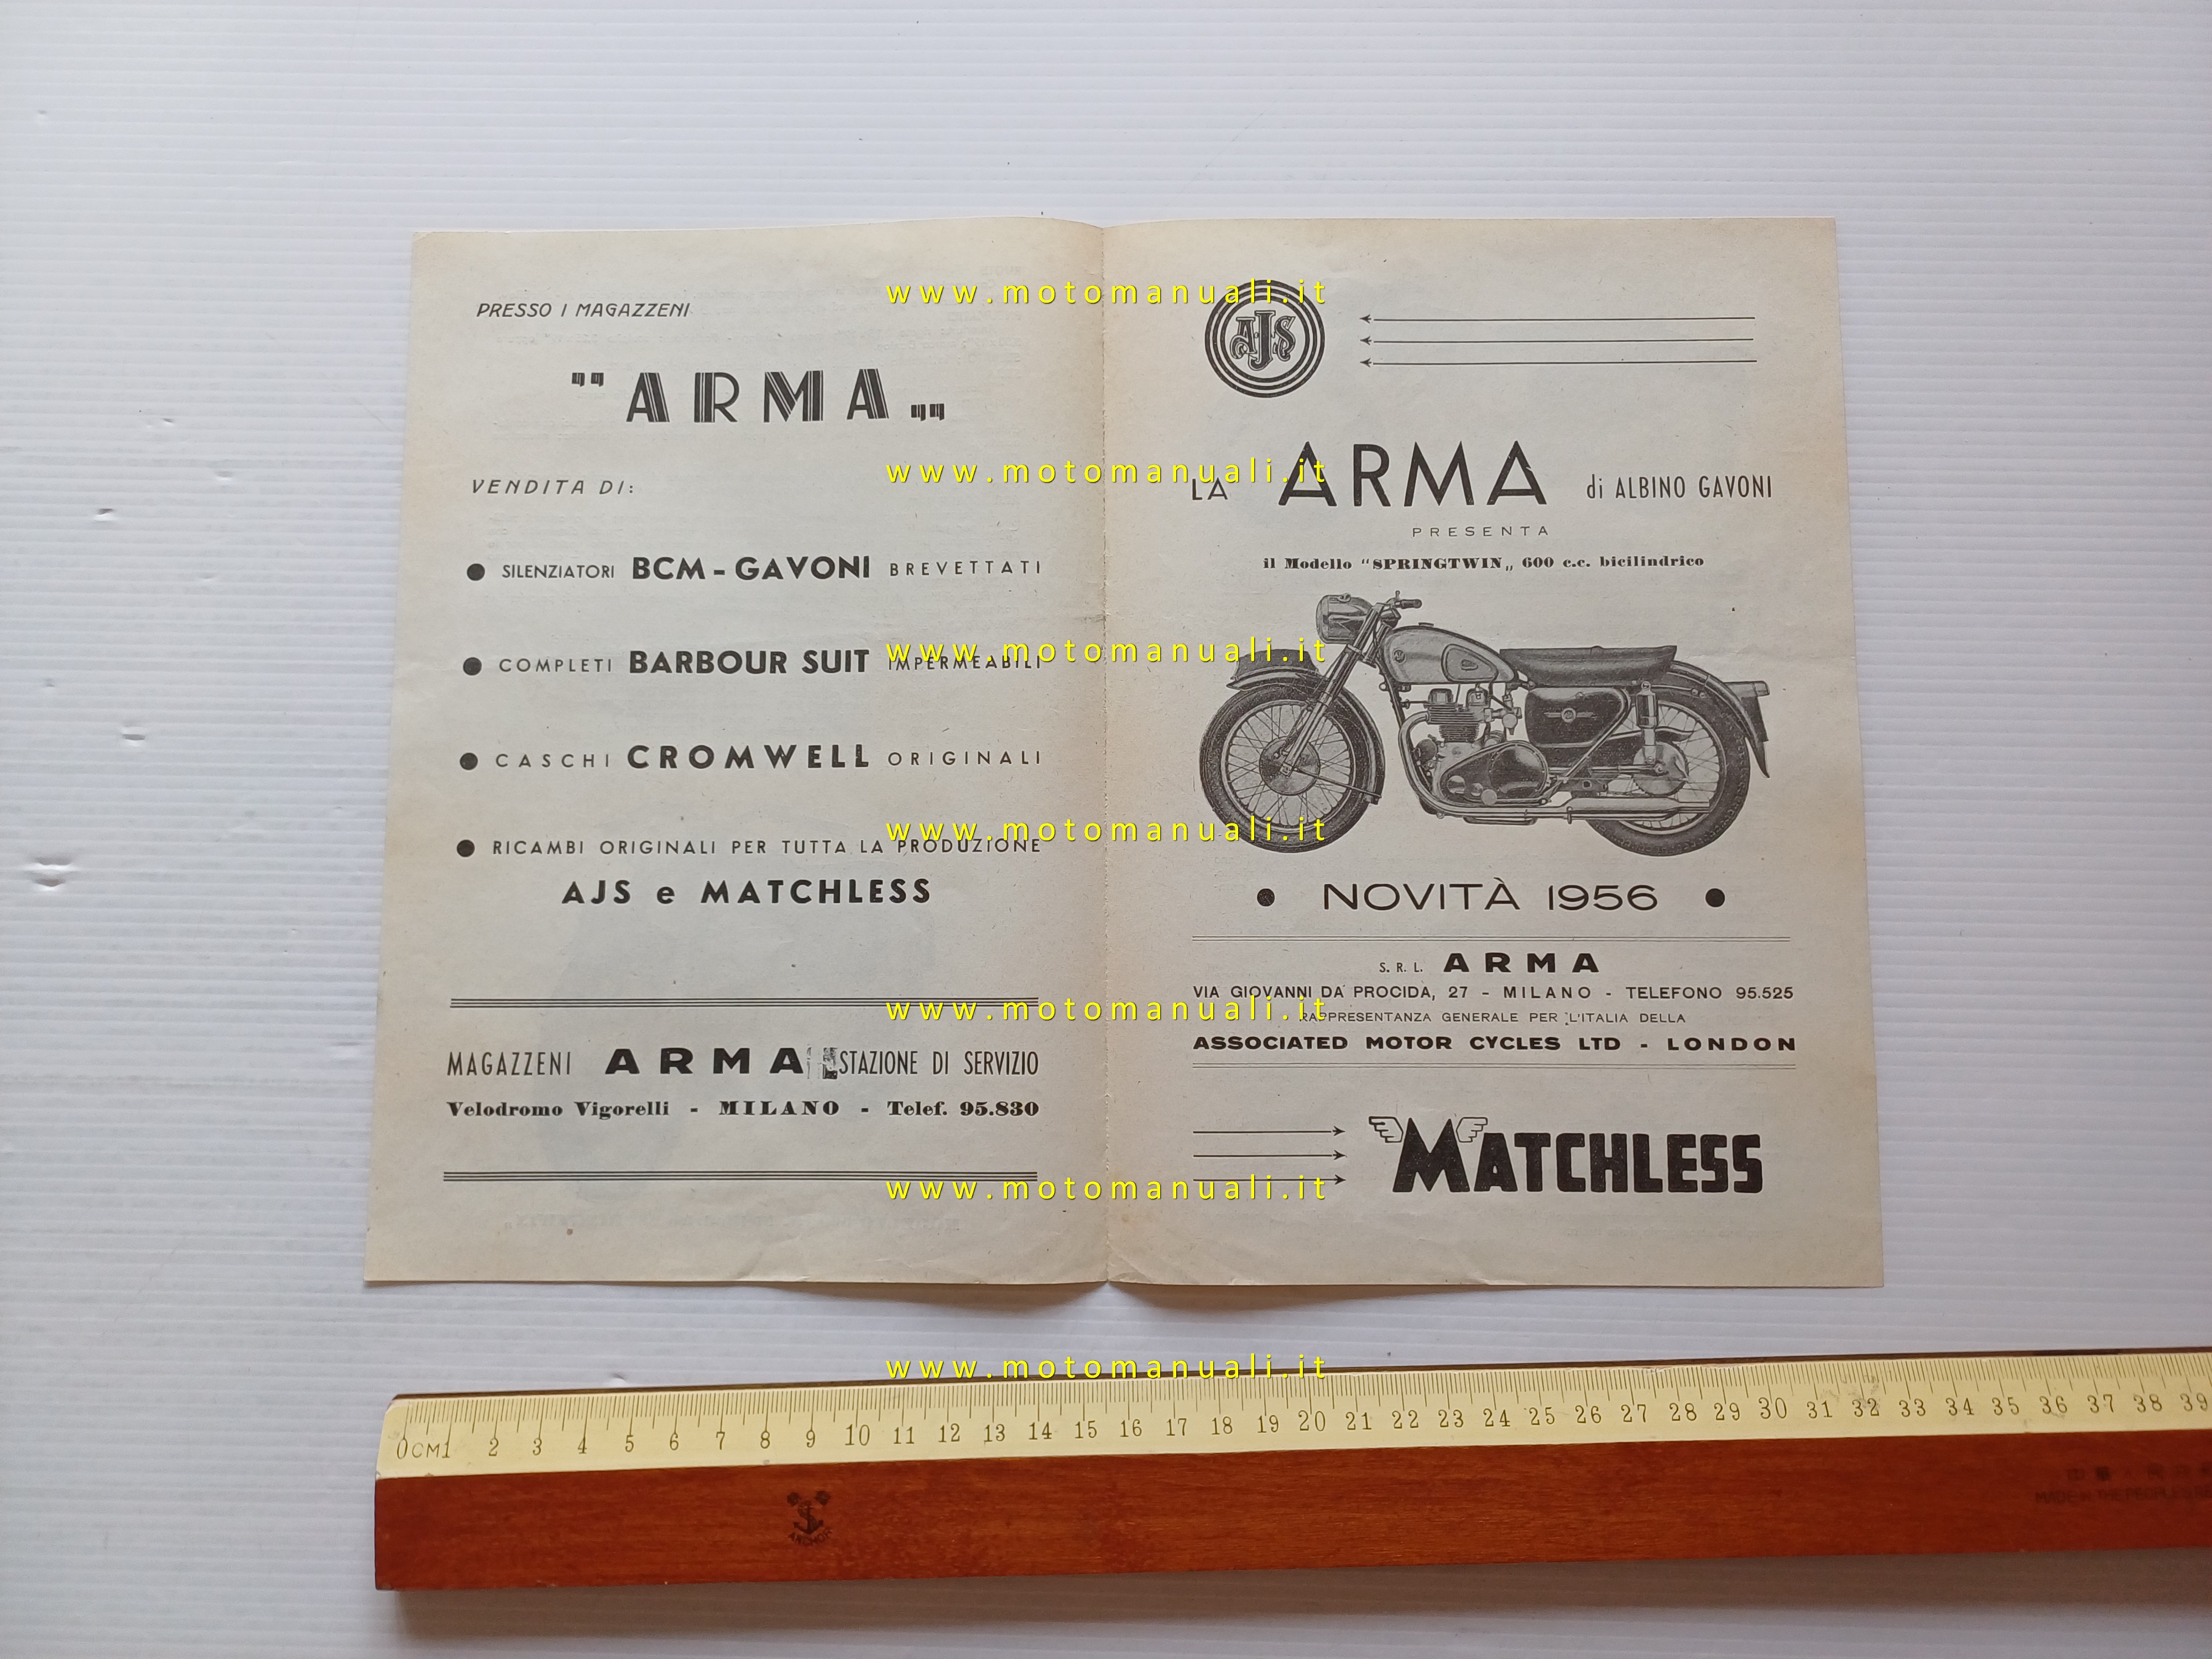 PRESSO I MAGAZZENI
"ARMA„
VENDITA DI:
● SILENZIATORI BCM - GAVONI BREVETTATI
● COMPLETI BARBOUR SUIT IMPERMEABILI
● CASCHI CROMWELL ORIGINALI
● RICAMBI ORIGINALI PER TUTTA LA PRODUZIONE
AJS e MATCHLESS
MAGAZZENI ARMA STAZIONE DI SERVIZIO
Velodromo Vigorelli - MILANO - Telef. 95.830
AJS
LA ARMA di ALBINO GAVONI
PRESENTA
il Modello "SPRINGTWIN„ 600 c.c. bicilindrico
● NOVITÀ 1956 ●
S. R. L. ARMA
VIA GIOVANNI DA PROCIDA, 27 - MILANO - TELEFONO 95.525
RAPPRESENTANZA GENERALE PER L'ITALIA DELLA
ASSOCIATED MOTOR CYCLES LTD - LONDON
MATCHLESS
www.motomanuali.it
www.motomanuali.it
www.motomanuali.it
www.motomanuali.it
www.motomanuali.it
www.motomanuali.it
www.motomanuali.it
0CM1 2 3 4 5 6 7 8 9 10 11 12 13 14 15 16 17 18 19 20 21 22 23 24 25 26 27 28 29 30 31 32 33 34 35 36 37 38 39
ANCHOR